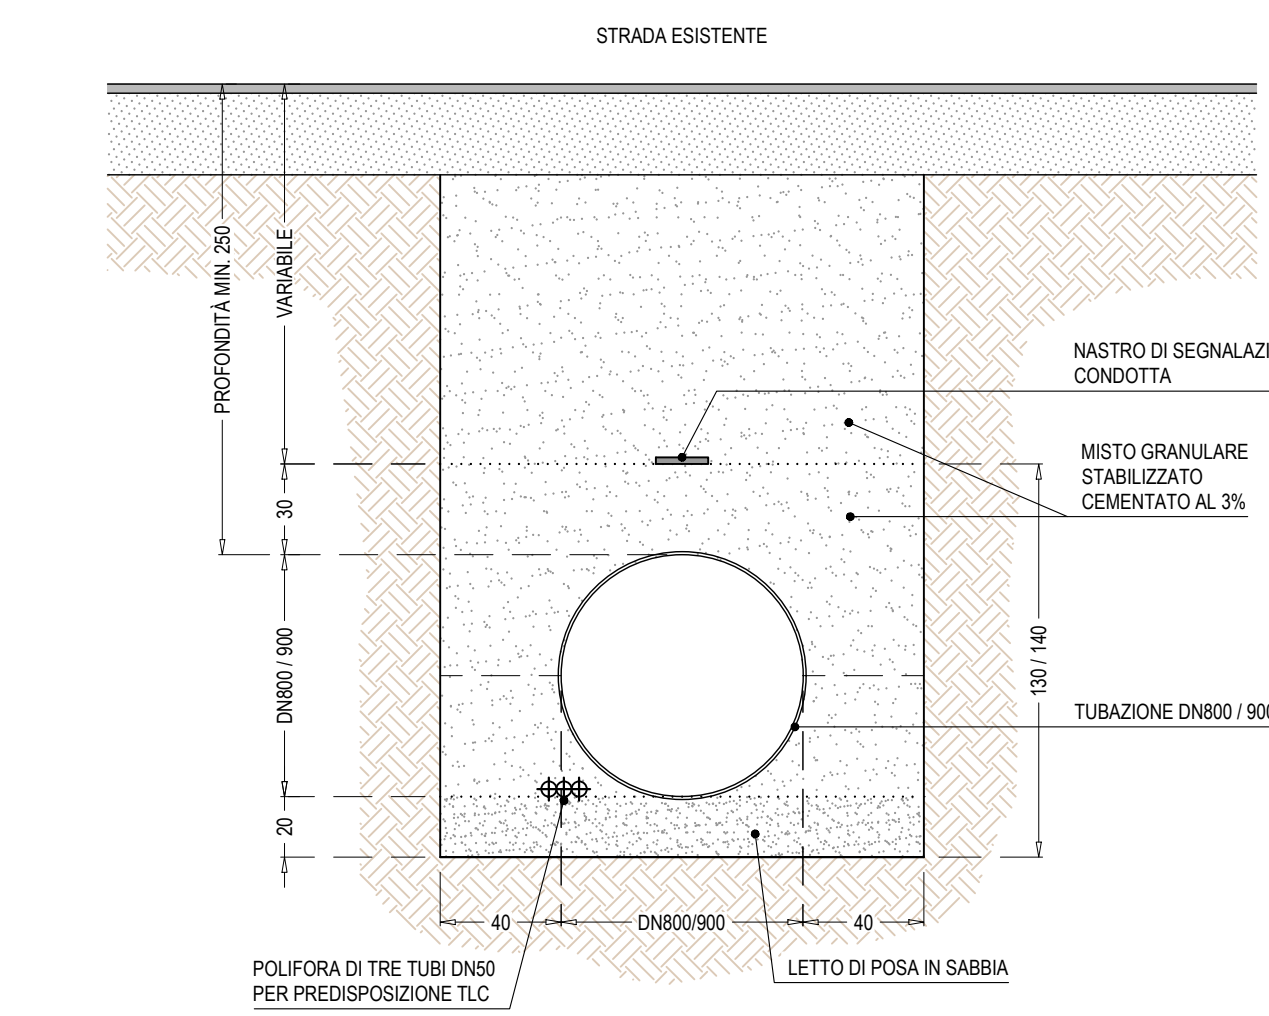 STRADA ESISTENTE
PROFONDITÀ MIN. 250
VARIABILE
NASTRO DI SEGNALAZI
CONDOTTA
MISTO GRANULARE
STABILIZZATO
CEMENTATO AL 3%
30
DN800 / 900
130 / 140
TUBAZIONE DN800 / 900
20
40
DN800/900
40
POLIFORA DI TRE TUBI DN50
PER PREDISPOSIZIONE TLC
LETTO DI POSA IN SABBIA